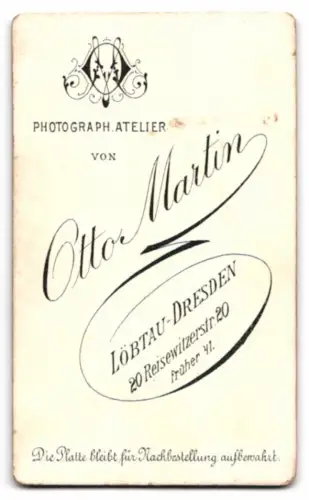 PHOTOGRAPH. ATELIER
VON
Otto Martin
LÖBTAU-DRESDEN
20 Reisewitzerstr. 20
früher 41.
Die Platte bleibt für Nachbestellung aufbewahrt.